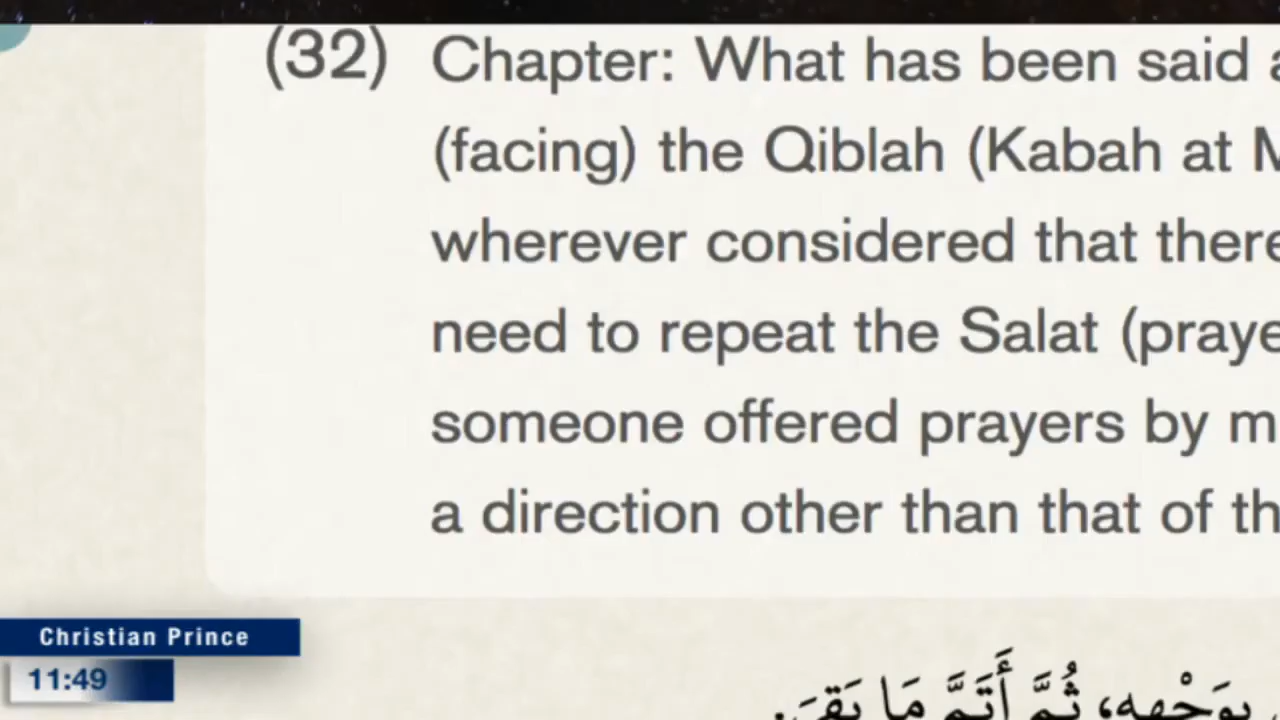 (32) Chapter: What has been said
(facing) the Qiblah (Kabah at
wherever considered that there
need to repeat the Salat (praye
someone offered prayers by
a direction other than that of th
بِوَجْهِهِ، ثُمَّ أَتَمَّ مَا بَقِيَ.
Christian Prince
11:49